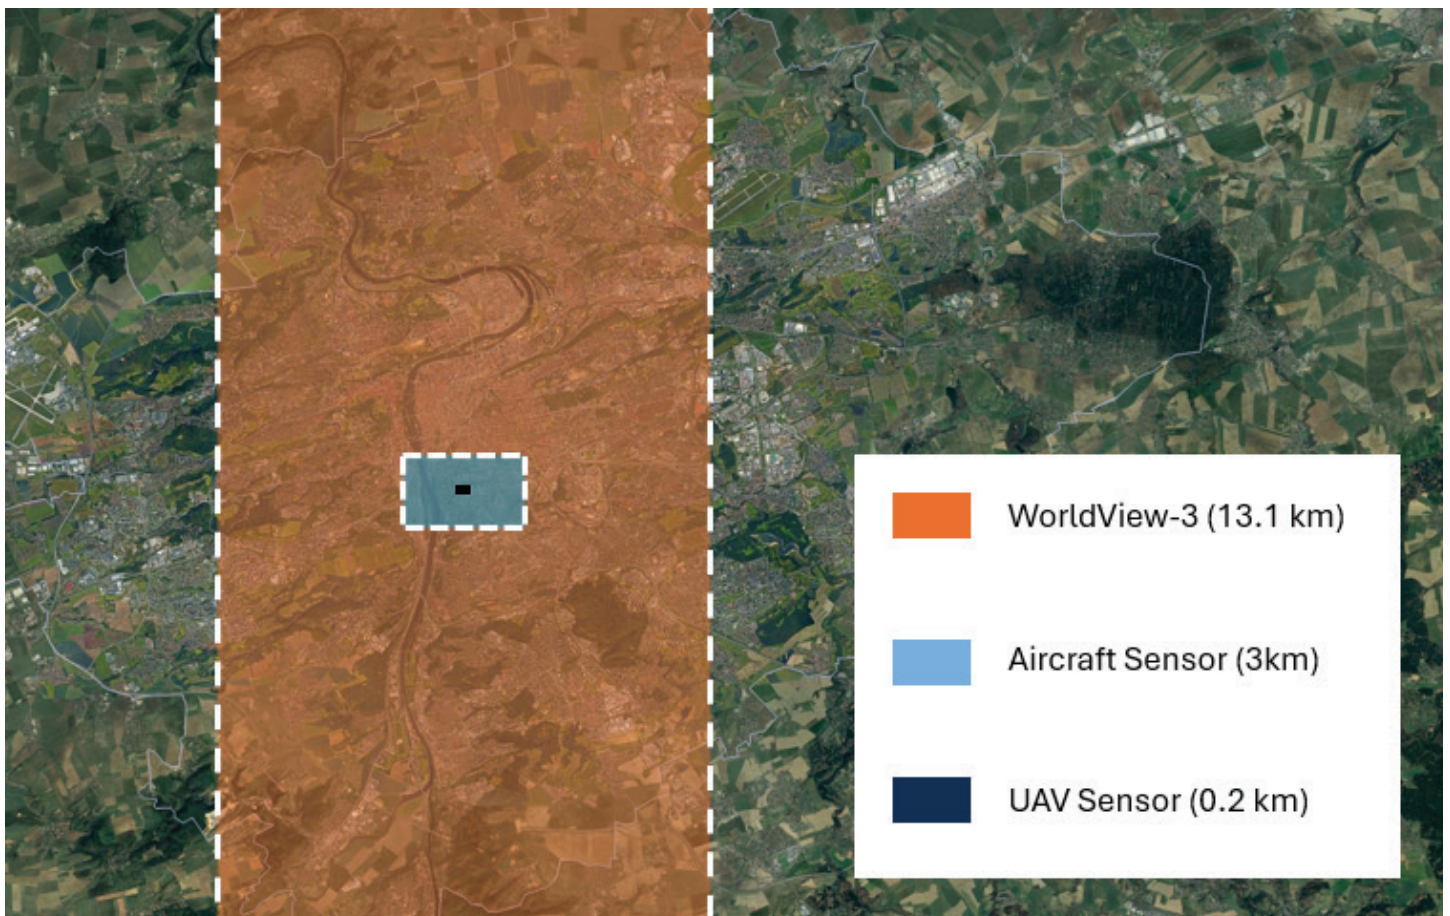 WorldView-3 (13.1 km)
Aircraft Sensor (3km)
UAV Sensor (0.2 km)